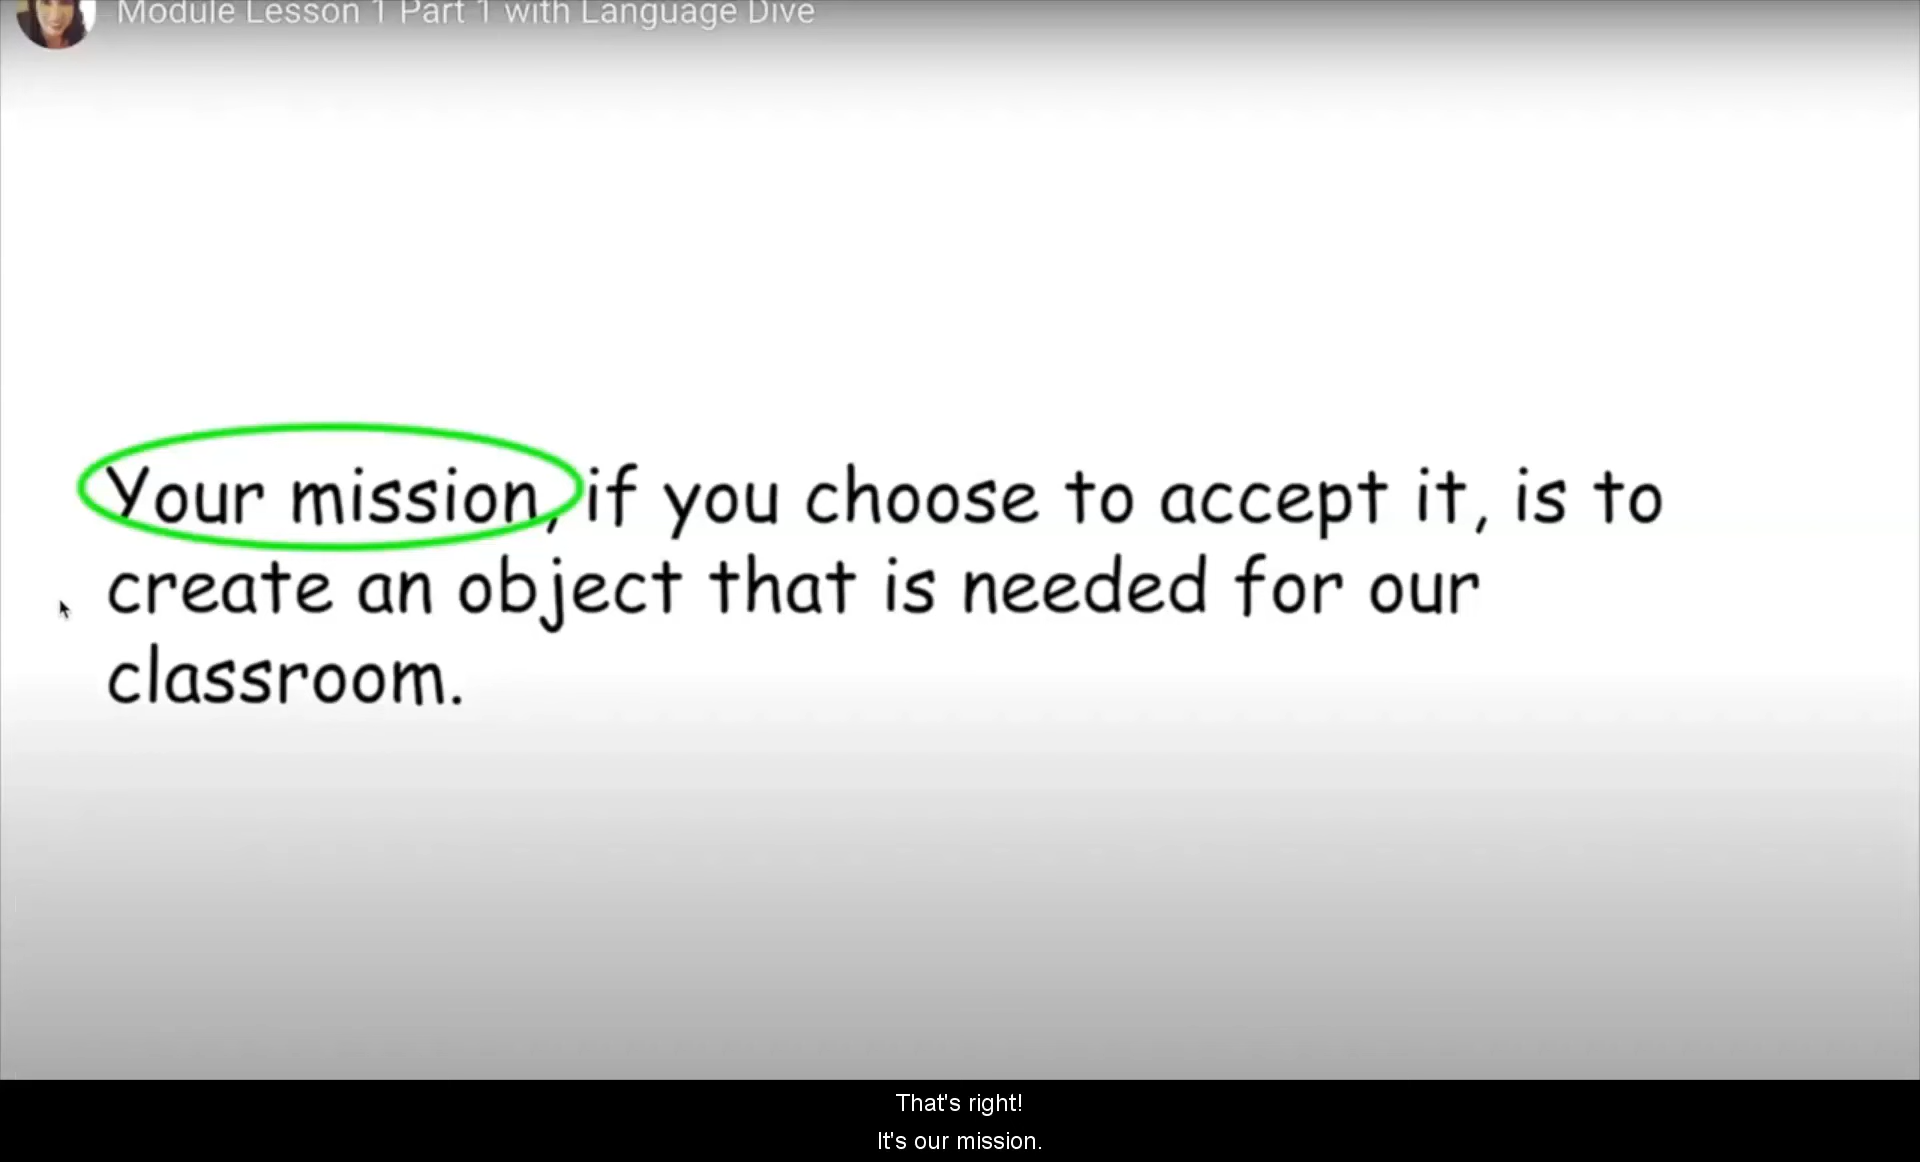 Module Lesson 1 Part 1 with Language Dive
Your mission, if you choose to accept it, is to
create an object that is needed for our
classroom.
That's right!
It's our mission.